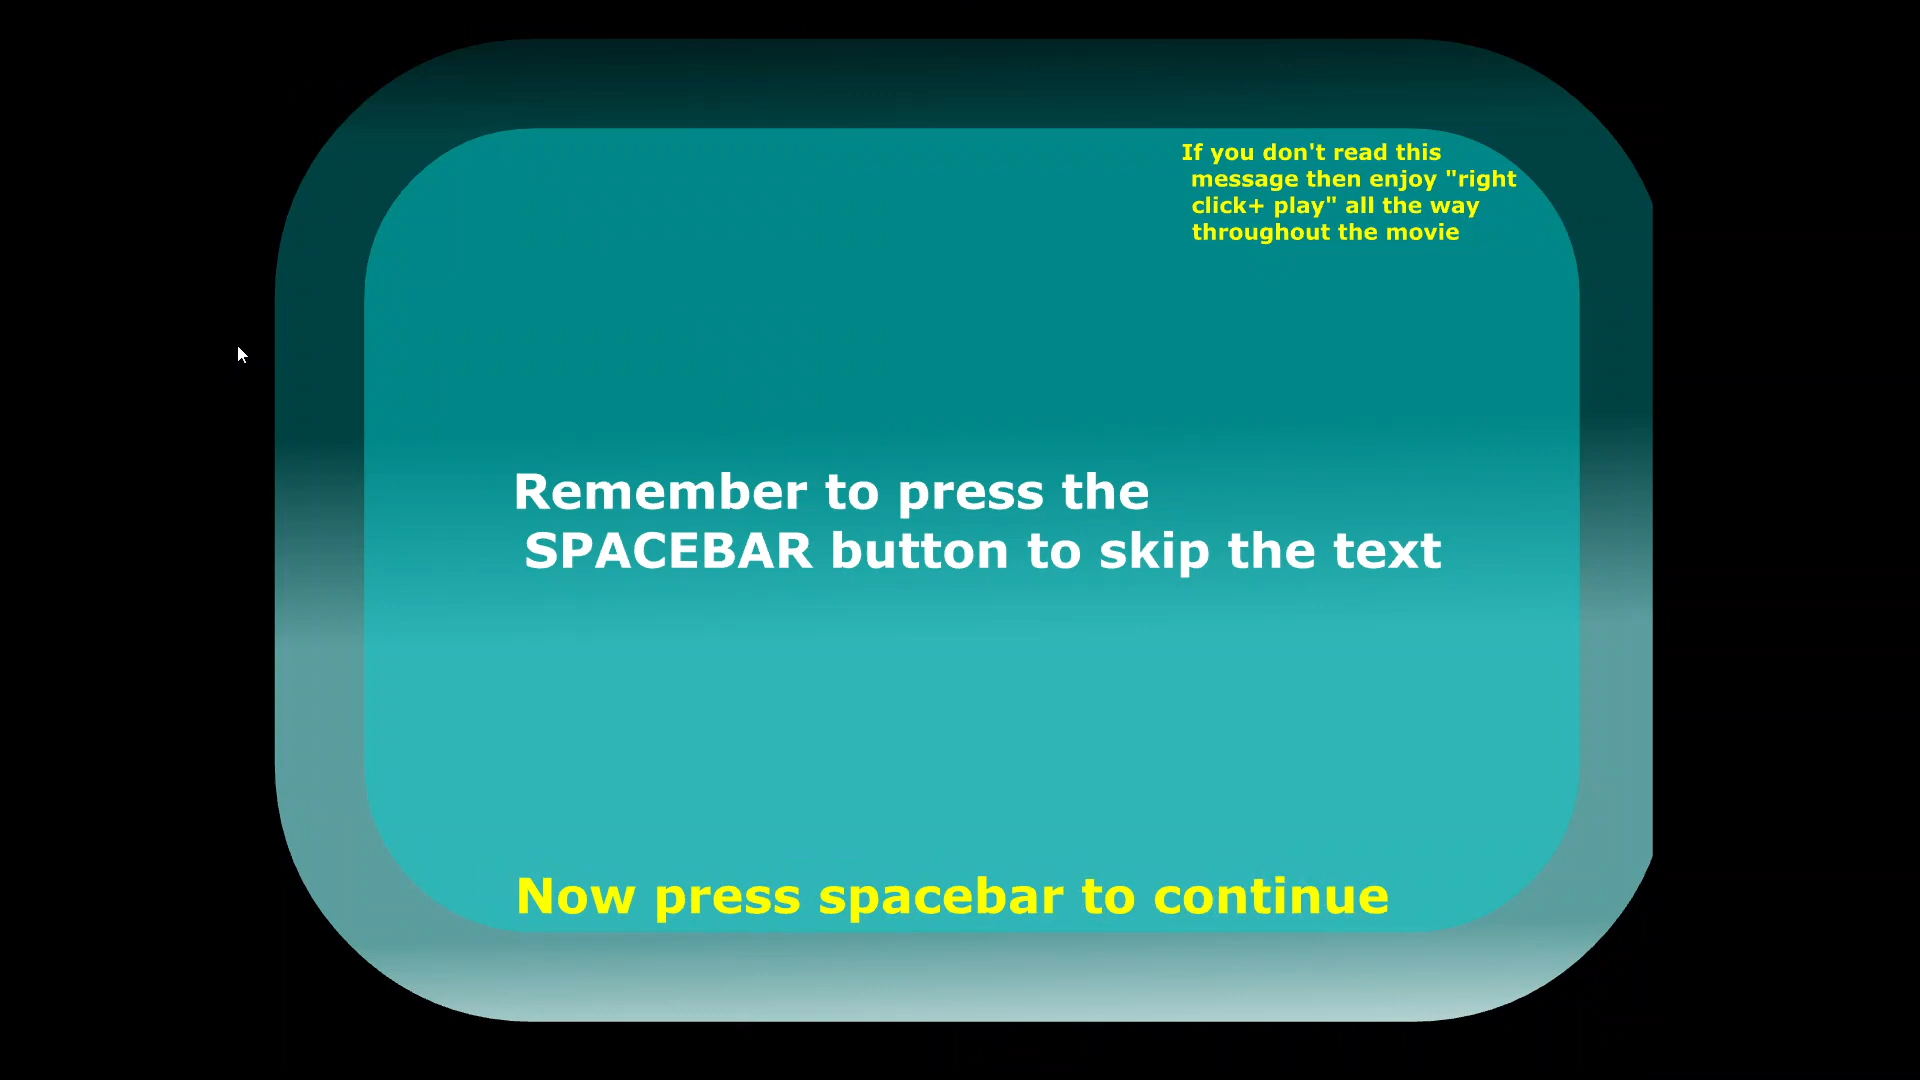 If you don't read this
message then enjoy "right
click+ play" all the way
throughout the movie
Remember to press the
SPACEBAR button to skip the text
Now press spacebar to continue